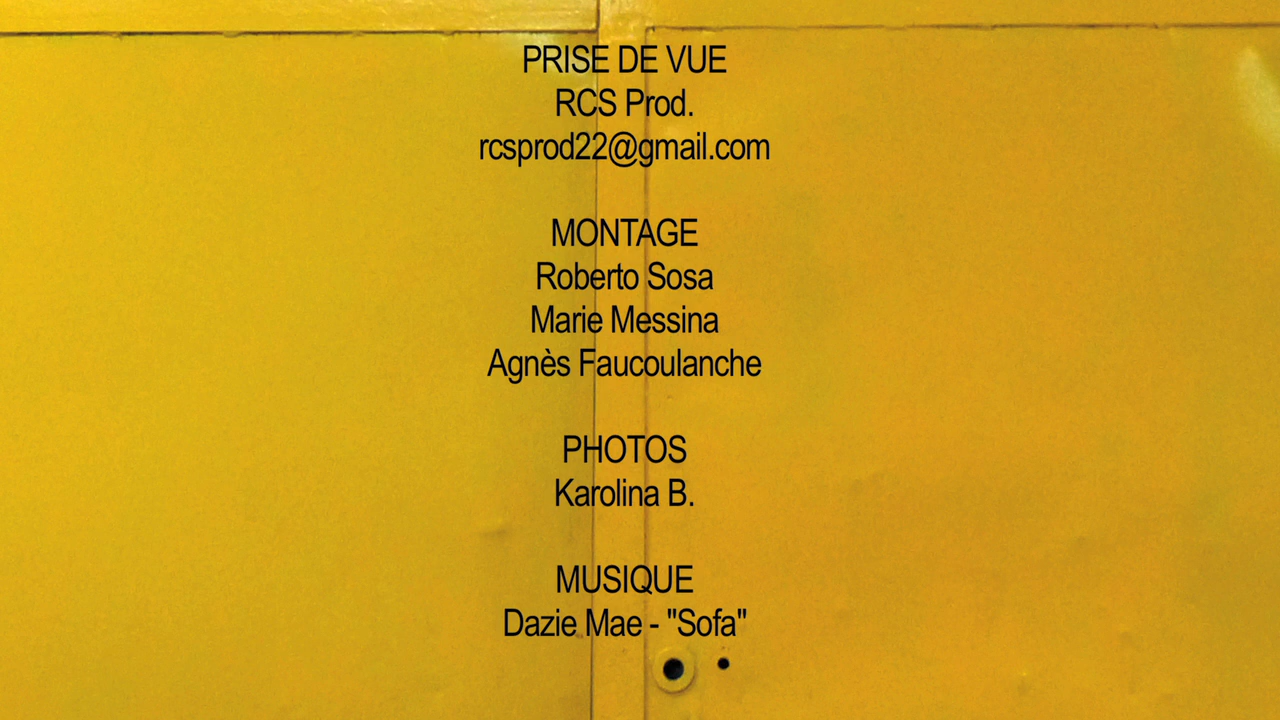 PRISE DE VUE
RCS Prod.
rcsprod22@gmail.com
MONTAGE
Roberto Sosa
Marie Messina
Agnès Faucoulanche
PHOTOS
Karolina B.
MUSIQUE
Dazie Mae - "Sofa"